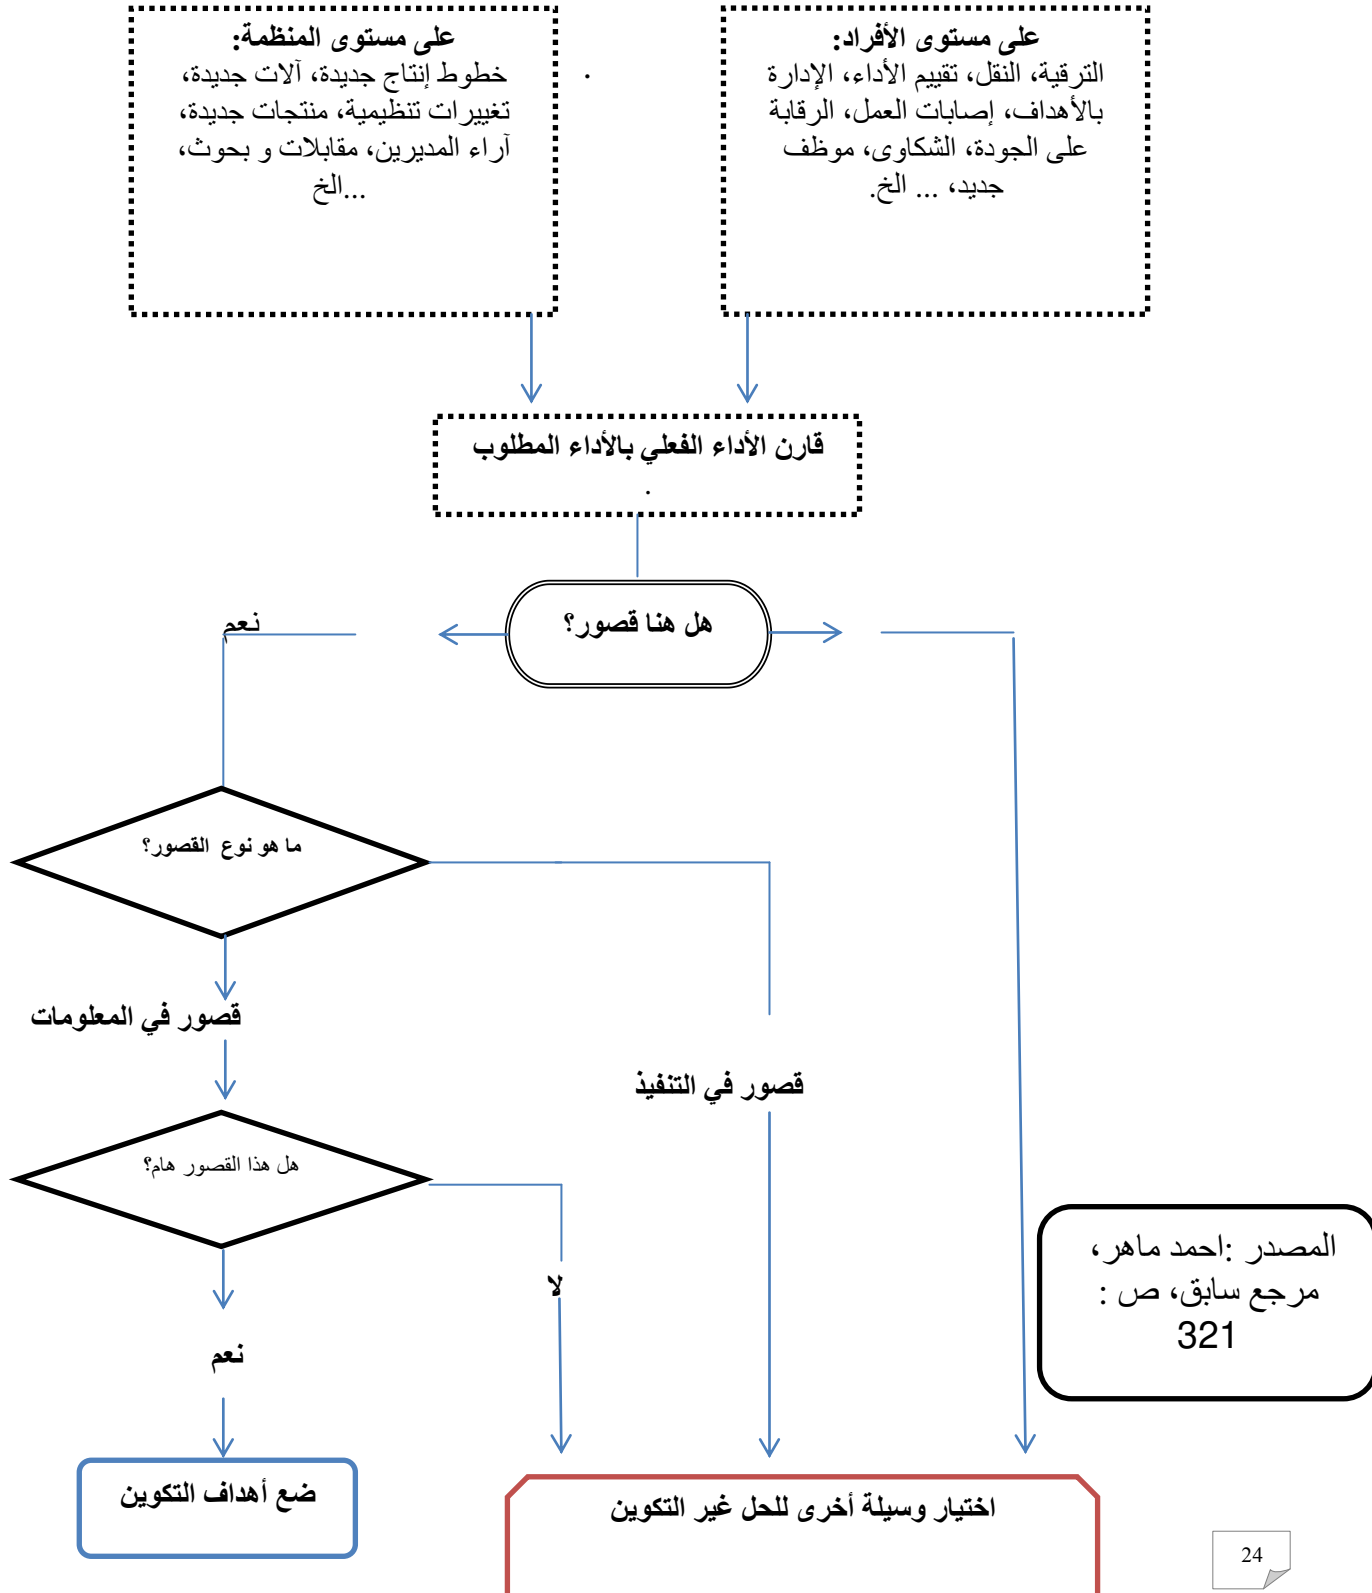 على مستوى الأفراد:
الترقية، النقل، تقييم الأداء، الإدارة
بالأهداف، إصابات العمل، الرقابة
على الجودة، الشكاوى، موظف
جديد، ... الخ.
.
على مستوى المنظمة:
خطوط إنتاج جديدة، آلات جديدة،
تغييرات تنظيمية، منتجات جديدة،
آراء المديرين، مقابلات و بحوث،
...الخ
قارن الأداء الفعلي بالأداء المطلوب
.
هل هنا قصور؟
نعم
ما هو نوع القصور؟
قصور في المعلومات
قصور في التنفيذ
هل هذا القصور هام؟
لا
نعم
المصدر :احمد ماهر،
مرجع سابق، ص :
321
ضع أهداف التكوين
اختيار وسيلة أخرى للحل غير التكوين
24